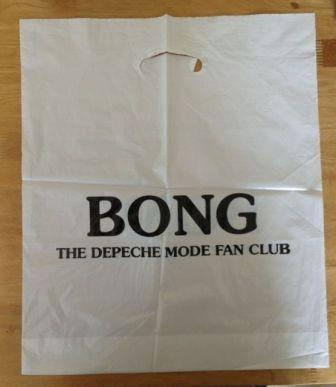 BONG
THE DEPECHE MODE FAN CLUB